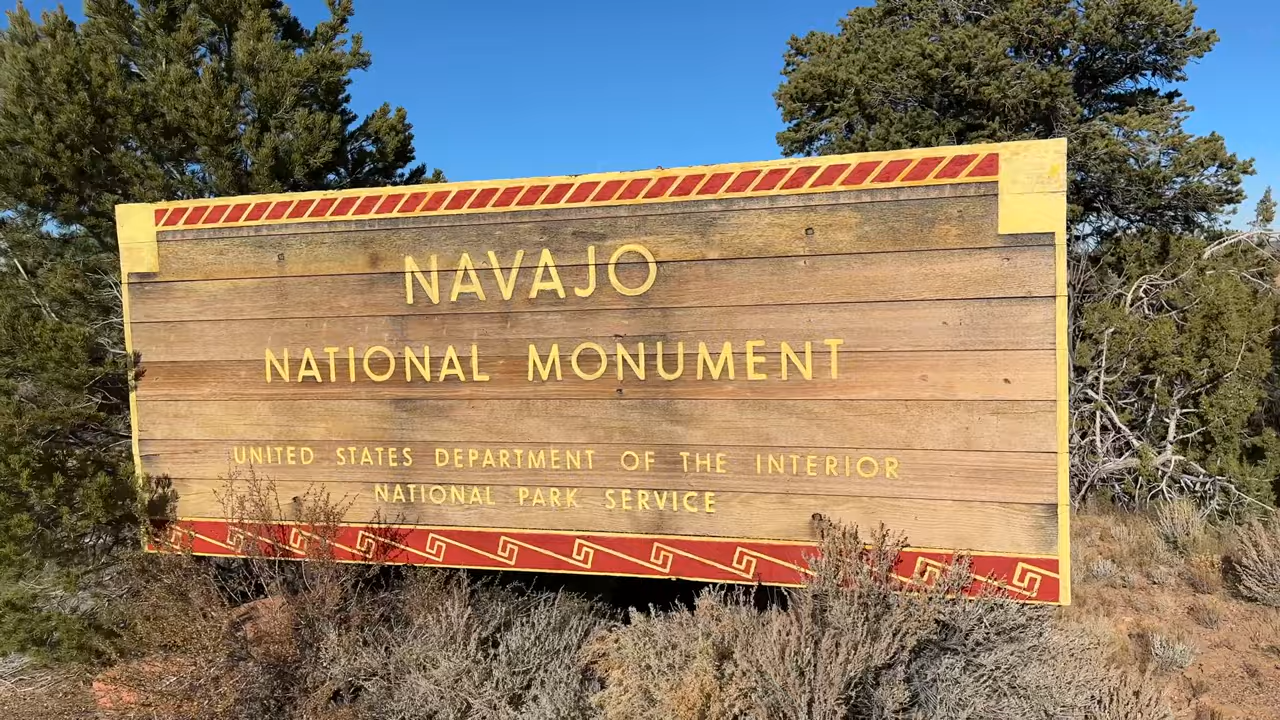 NAVAJO
NATIONAL MONUMENT
UNITED STATES DEPARTMENT OF THE INTERIOR
NATIONAL PARK SERVICE